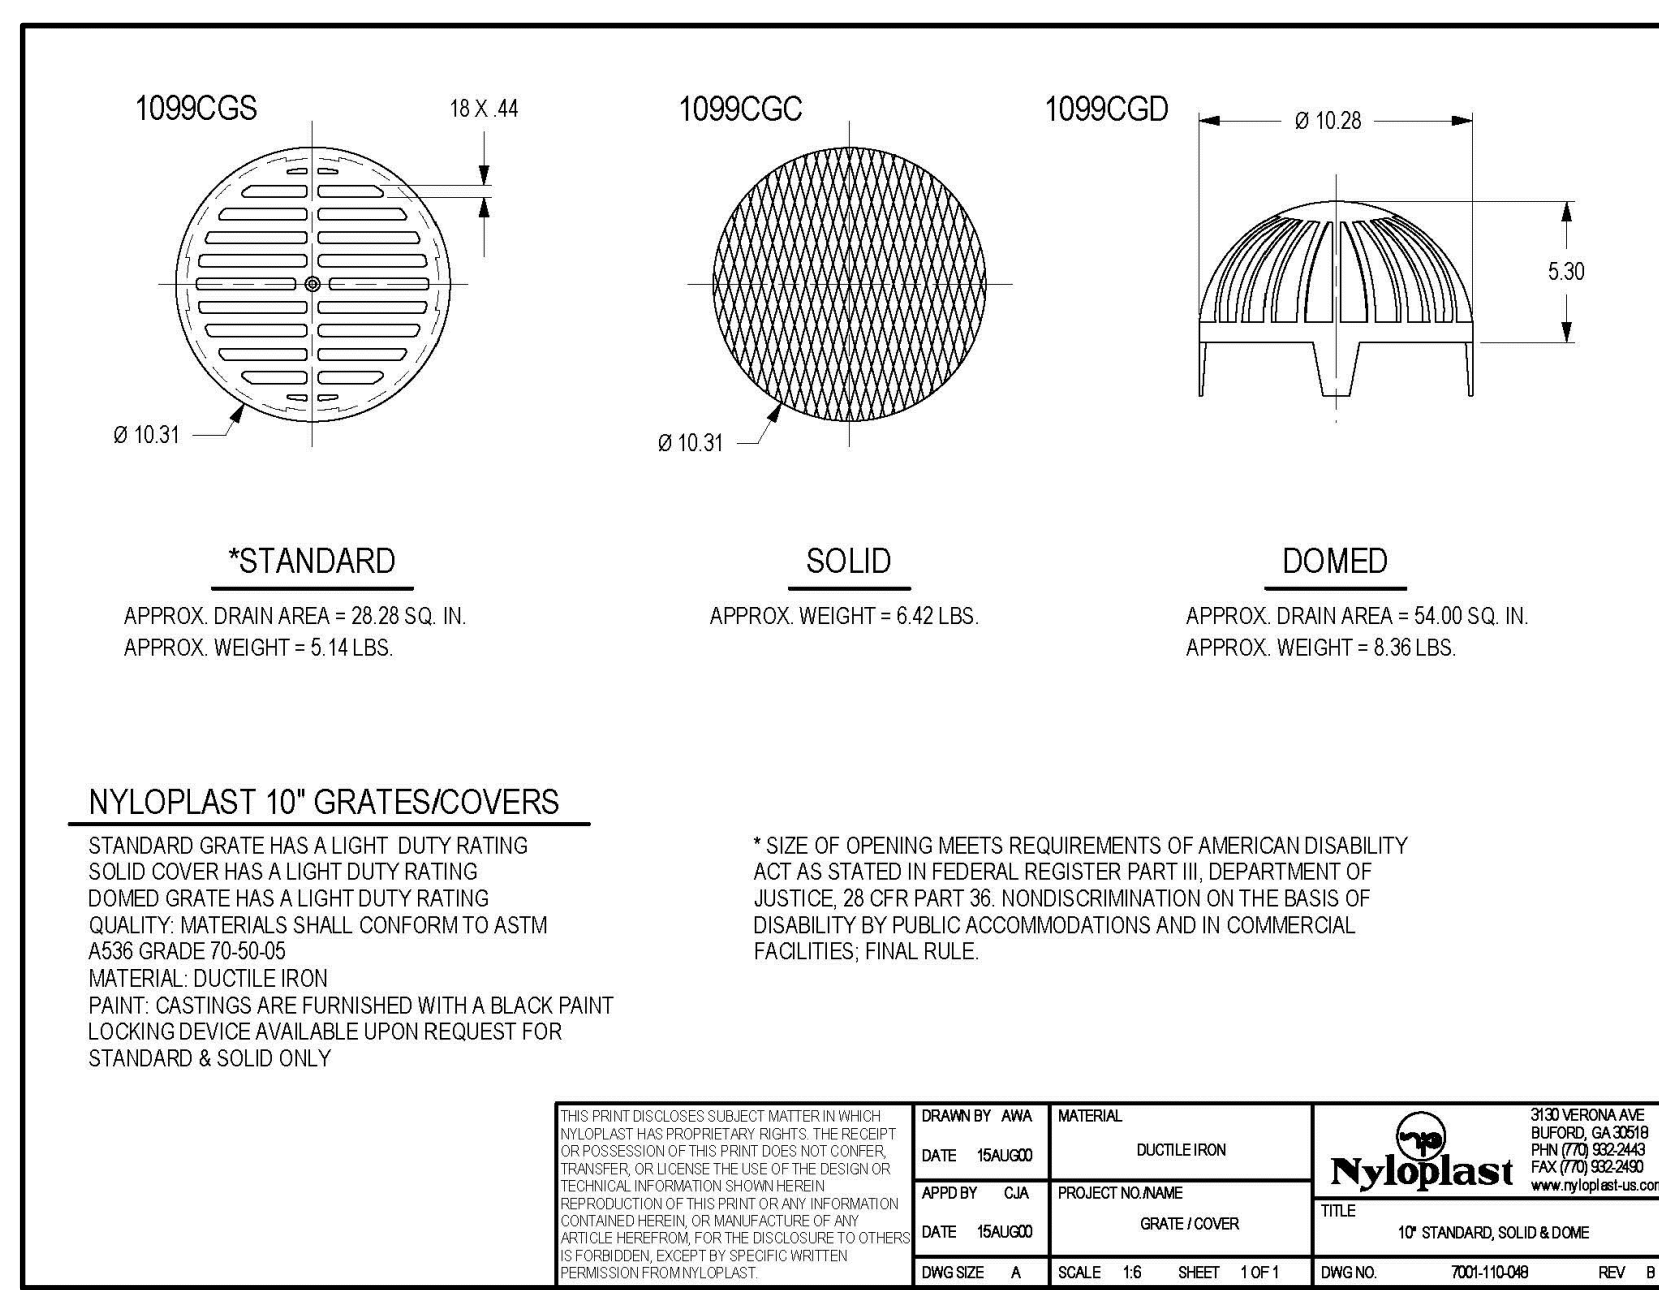 1099CGS
18 X .44
Ø 10.31
1099CGC
Ø 10.31
1099CGD
Ø 10.28
5.30
*STANDARD
APPROX. DRAIN AREA = 28.28 SQ. IN.
APPROX. WEIGHT = 5.14 LBS.
SOLID
APPROX. WEIGHT = 6.42 LBS.
DOMED
APPROX. DRAIN AREA = 54.00 SQ. IN.
APPROX. WEIGHT = 8.36 LBS.
NYLOPLAST 10" GRATES/COVERS
STANDARD GRATE HAS A LIGHT DUTY RATING
SOLID COVER HAS A LIGHT DUTY RATING
DOMED GRATE HAS A LIGHT DUTY RATING
QUALITY: MATERIALS SHALL CONFORM TO ASTM
A536 GRADE 70-50-05
MATERIAL: DUCTILE IRON
PAINT: CASTINGS ARE FURNISHED WITH A BLACK PAINT
LOCKING DEVICE AVAILABLE UPON REQUEST FOR
STANDARD & SOLID ONLY
* SIZE OF OPENING MEETS REQUIREMENTS OF AMERICAN DISABILITY
ACT AS STATED IN FEDERAL REGISTER PART III, DEPARTMENT OF
JUSTICE, 28 CFR PART 36. NONDISCRIMINATION ON THE BASIS OF
DISABILITY BY PUBLIC ACCOMMODATIONS AND IN COMMERCIAL
FACILITIES; FINAL RULE.
THIS PRINT DISCLOSES SUBJECT MATTER IN WHICH
NYLOPLAST HAS PROPRIETARY RIGHTS. THE RECEIPT
OR POSSESSION OF THIS PRINT DOES NOT CONFER,
TRANSFER, OR LICENSE THE USE OF THE DESIGN OR
TECHNICAL INFORMATION SHOWN HEREIN
REPRODUCTION OF THIS PRINT OR ANY INFORMATION
CONTAINED HEREIN, OR MANUFACTURE OF ANY
ARTICLE HEREFROM, FOR THE DISCLOSURE TO OTHERS
IS FORBIDDEN, EXCEPT BY SPECIFIC WRITTEN
PERMISSION FROM NYLOPLAST.
DRAWN BY AWA
DATE 15AUG00
APPD BY CJA
DATE 15AUG00
DWG SIZE A
MATERIAL
DUCTILE IRON
PROJECT NO./NAME
GRATE / COVER
SCALE 1:6 SHEET 1 OF 1
Nyloplast
3130 VERONA AVE
BUFORD, GA 30518
PHN (770) 932-2443
FAX (770) 932-2490
www.nyloplast-us.com
TITLE
10" STANDARD, SOLID & DOME
DWG NO. 7001-110-048 REV B